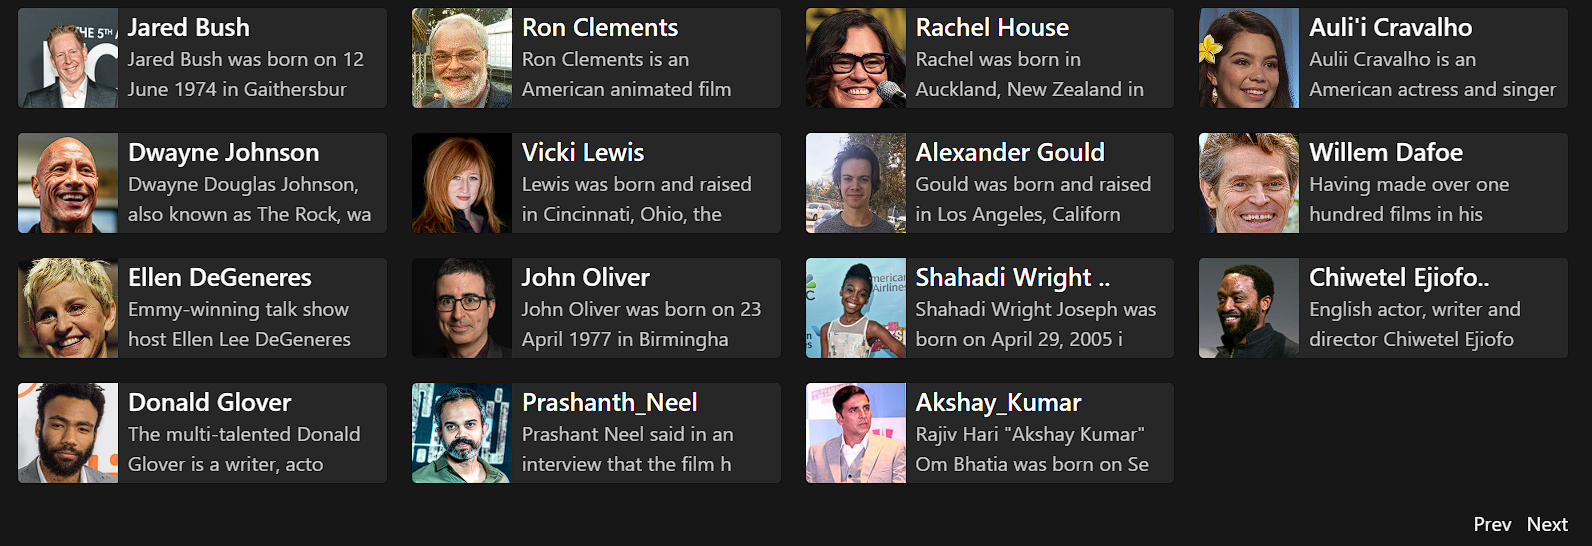 Jared Bush
Jared Bush was born on 12
June 1974 in Gaithersbur
Ron Clements
Ron Clements is an
American animated film
Rachel House
Rachel was born in
Auckland, New Zealand in
Auli'i Cravalho
Aulii Cravalho is an
American actress and singer
Dwayne Johnson
Dwayne Douglas Johnson,
also known as The Rock, wa
Vicki Lewis
Lewis was born and raised
in Cincinnati, Ohio, the
Alexander Gould
Gould was born and raised
in Los Angeles, Californ
Willem Dafoe
Having made over one
hundred films in his
Ellen DeGeneres
Emmy-winning talk show
host Ellen Lee DeGeneres
John Oliver
John Oliver was born on 23
April 1977 in Birmingha
Shahadi Wright ..
Shahadi Wright Joseph was
born on April 29, 2005 i
Chiwetel Ejiofo..
English actor, writer and
director Chiwetel Ejiofo
Donald Glover
The multi-talented Donald
Glover is a writer, acto
Prashanth_Neel
Prashant Neel said in an
interview that the film h
Akshay_Kumar
Rajiv Hari "Akshay Kumar"
Om Bhatia was born on Se
Prev Next